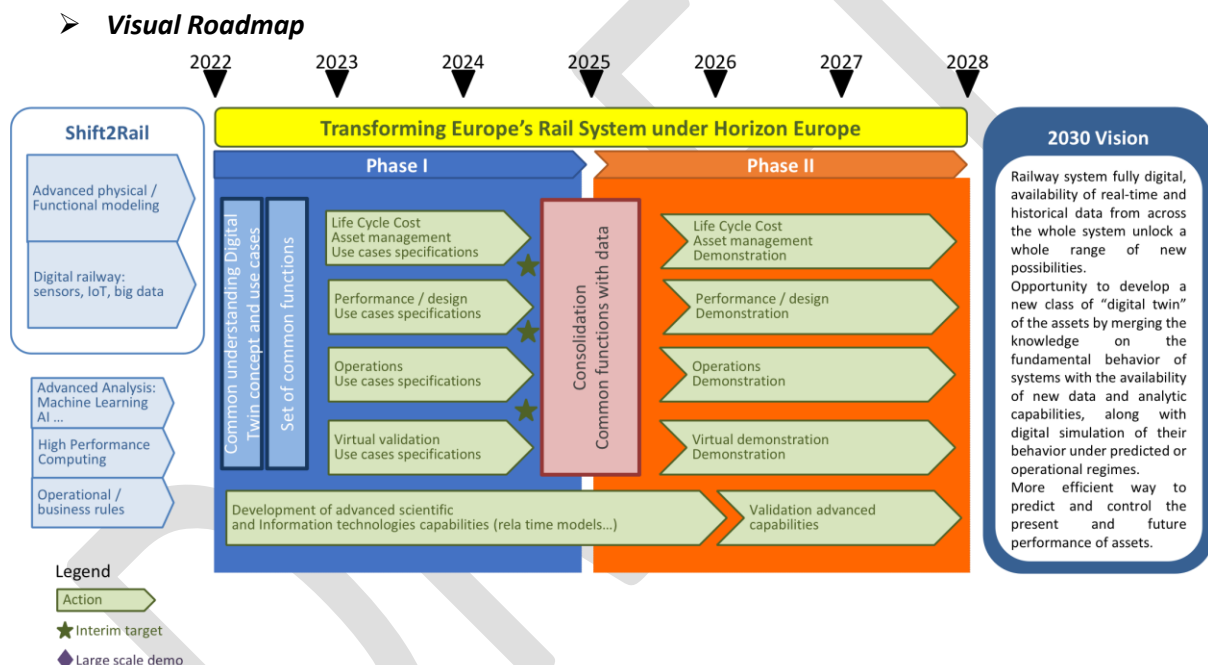 ➢ Visual Roadmap
2022 2023 2024 2025 2026 2027 2028
Shift2Rail
Advanced physical /
Functional modeling
Digital railway:
sensors, IoT, big data
Advanced Analysis:
Machine Learning
AI ...
High Performance
Computing
Operational /
business rules
Transforming Europe's Rail System under Horizon Europe
Phase I
Phase II
Common understanding Digital
Twin concept and use cases
Set of common functions
Life Cycle Cost
Asset management
Use cases specifications
Performance / design
Use cases specifications
Operations
Use cases specification
Virtual validation
Use cases specifications
Consolidation
Common functions with data
Life Cycle Cost
Asset management
Demonstration
Performance / design
Demonstration
Operations
Demonstration
Virtual demonstration
Demonstration
Development of advanced scientific
and Information technologies capabilities (rela time models...)
Validation advanced
capabilities
2030 Vision
Railway system fully digital,
availability of real-time and
historical data from across
the whole system unlock a
whole range of new
possibilities.
Opportunity to develop a
new class of "digital twin"
of the assets by merging the
knowledge on the
fundamental behavior of
systems with the availability
of new data and analytic
capabilities, along with
digital simulation of their
behavior under predicted or
operational regimes.
More efficient way to
predict and control the
present and future
performance of assets.
Legend
Action
Interim target
Large scale demo